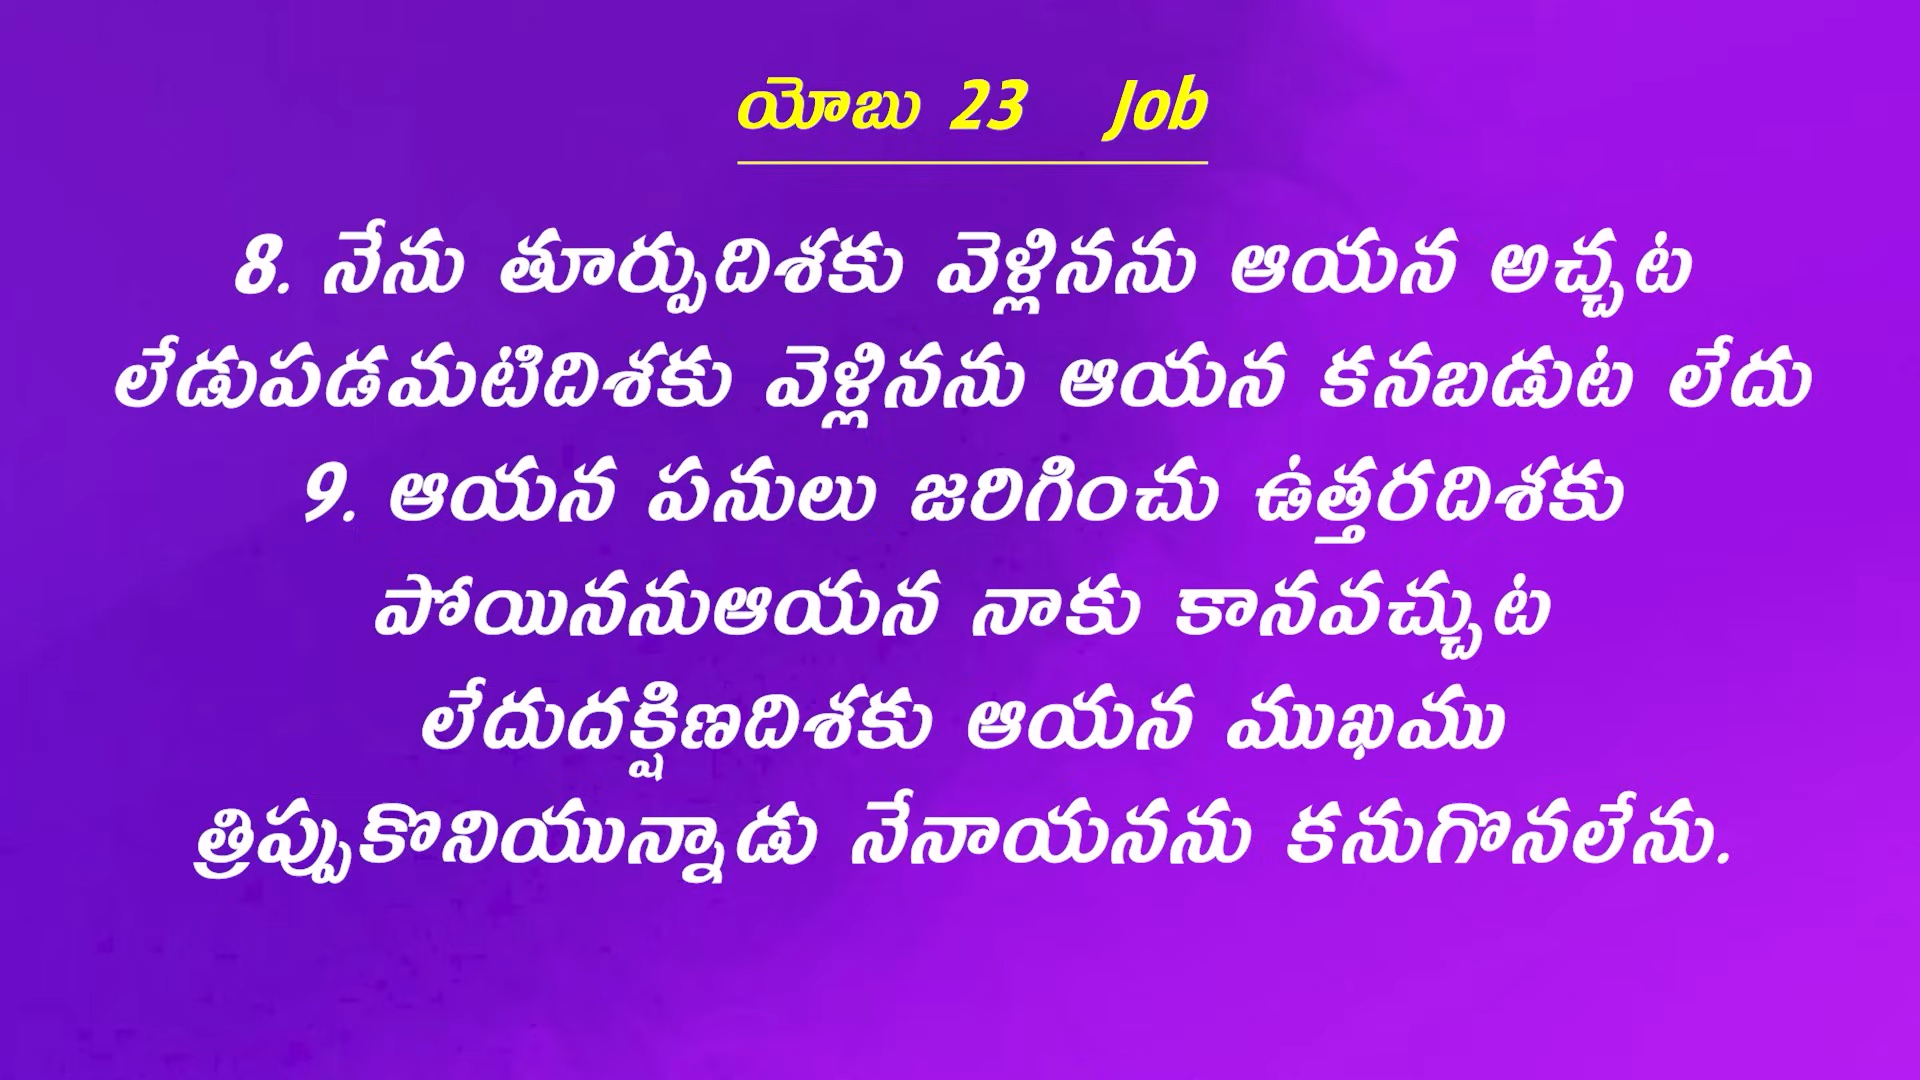 యోబు 23 Job
8. నేను తూర్పుదిశకు వెళ్లినను ఆయన అచ్చట
లేడుపడమటిదిశకు వెళ్లినను ఆయన కనబడుట లేదు
9. ఆయన పనులు జరిగించు ఉత్తరదిశకు
పోయిననుఆయన నాకు కానవచ్చుట
లేదుదక్షిణదిశకు ఆయన ముఖము
త్రిప్పుకొనియున్నాడు నేనాయనను కనుగొనలేను.